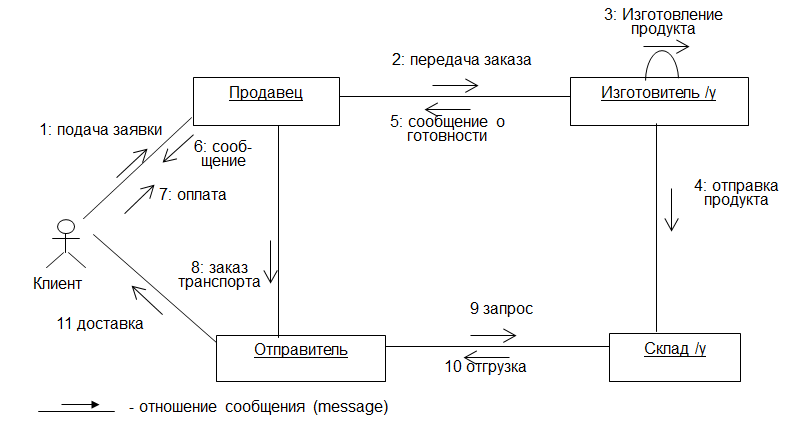 3: Изготовление
продукта
2: передача заказа
Продавец
Изготовитель /у
5: сообщение о
готовности
1: подача заявки
6: сооб-
щение
7: оплата
4: отправка
продукта
Клиент
8: заказ
транспорта
11 доставка
9 запрос
Отправитель
Склад /у
10 отгрузка
- отношение сообщения (message)